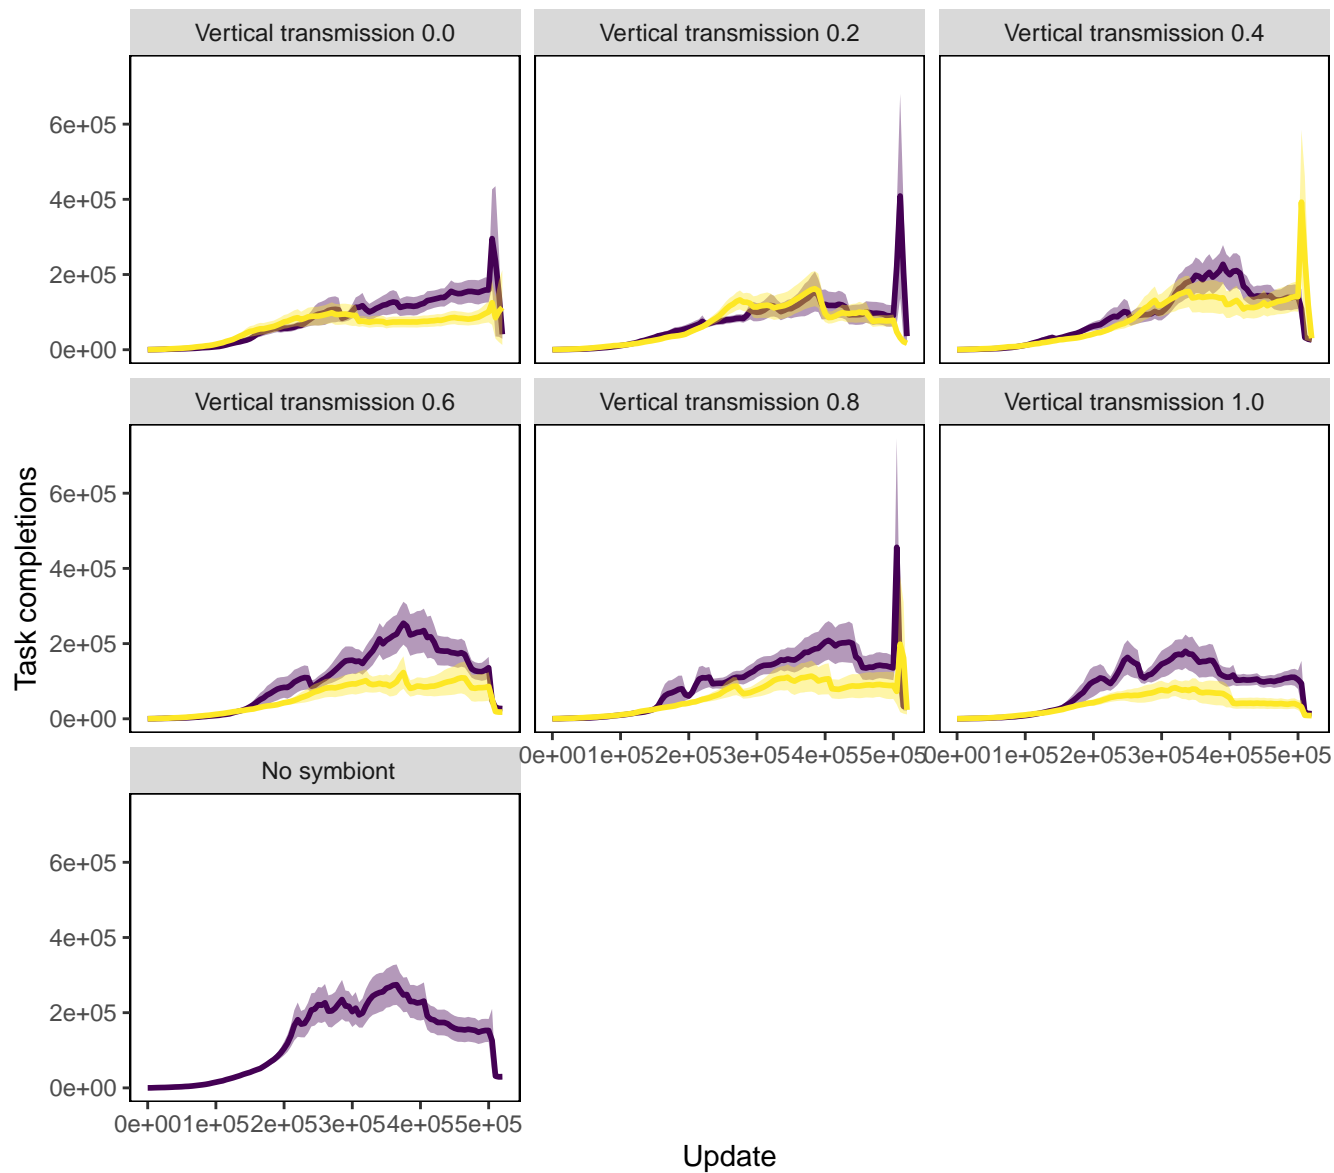 Vertical transmission 0.0
Vertical transmission 0.2
Vertical transmission 0.4
6e+05
4e+05
2e+05
0e+00
Vertical transmission 0.6
Vertical transmission 0.8
Vertical transmission 1.0
6e+05
4e+05
2e+05
0e+00
0e+001e+052e+053e+054e+055e+05
0e+001e+052e+053e+054e+055e+05
No symbiont
6e+05
4e+05
2e+05
0e+00
0e+001e+052e+053e+054e+055e+05
Task completions
Update